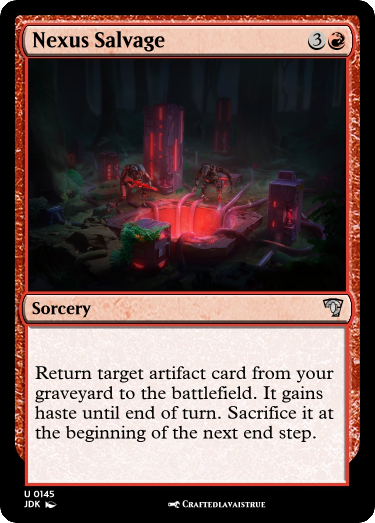 Nexus Salvage 3
Sorcery
Return target artifact card from your
graveyard to the battlefield. It gains
haste until end of turn. Sacrifice it at
the beginning of the next end step.
U 0145
JDK
Craftedlavaistrue